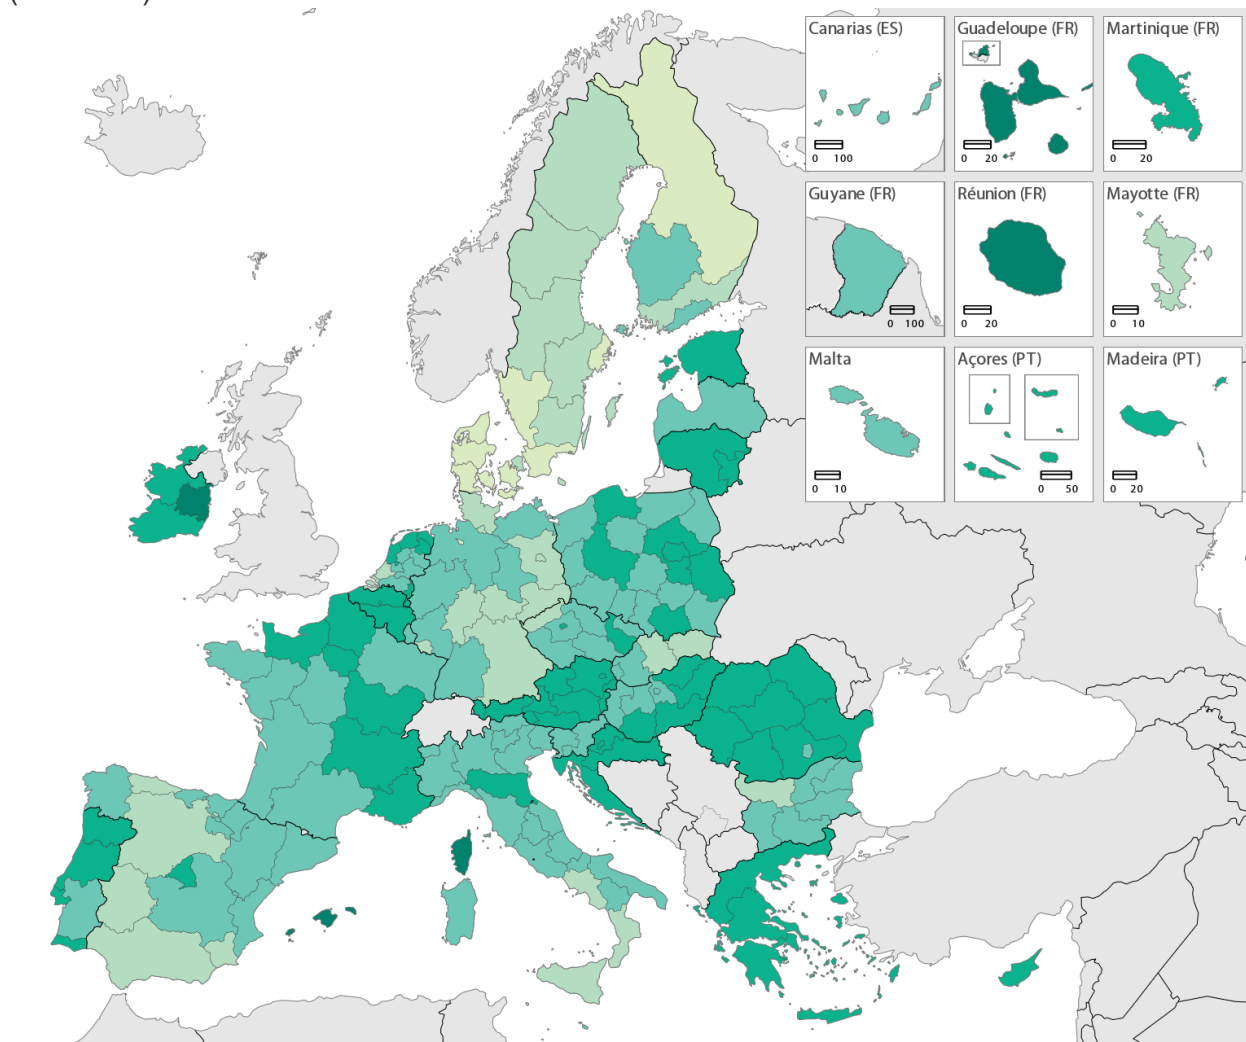 Canarias (ES)
0 100
Guadeloupe (FR)
0 20
Martinique (FR)
0 20
Guyane (FR)
0 100
Réunion (FR)
0 20
Mayotte (FR)
0 10
Malta
0 10
Açores (PT)
0 50
Madeira (PT)
0 20